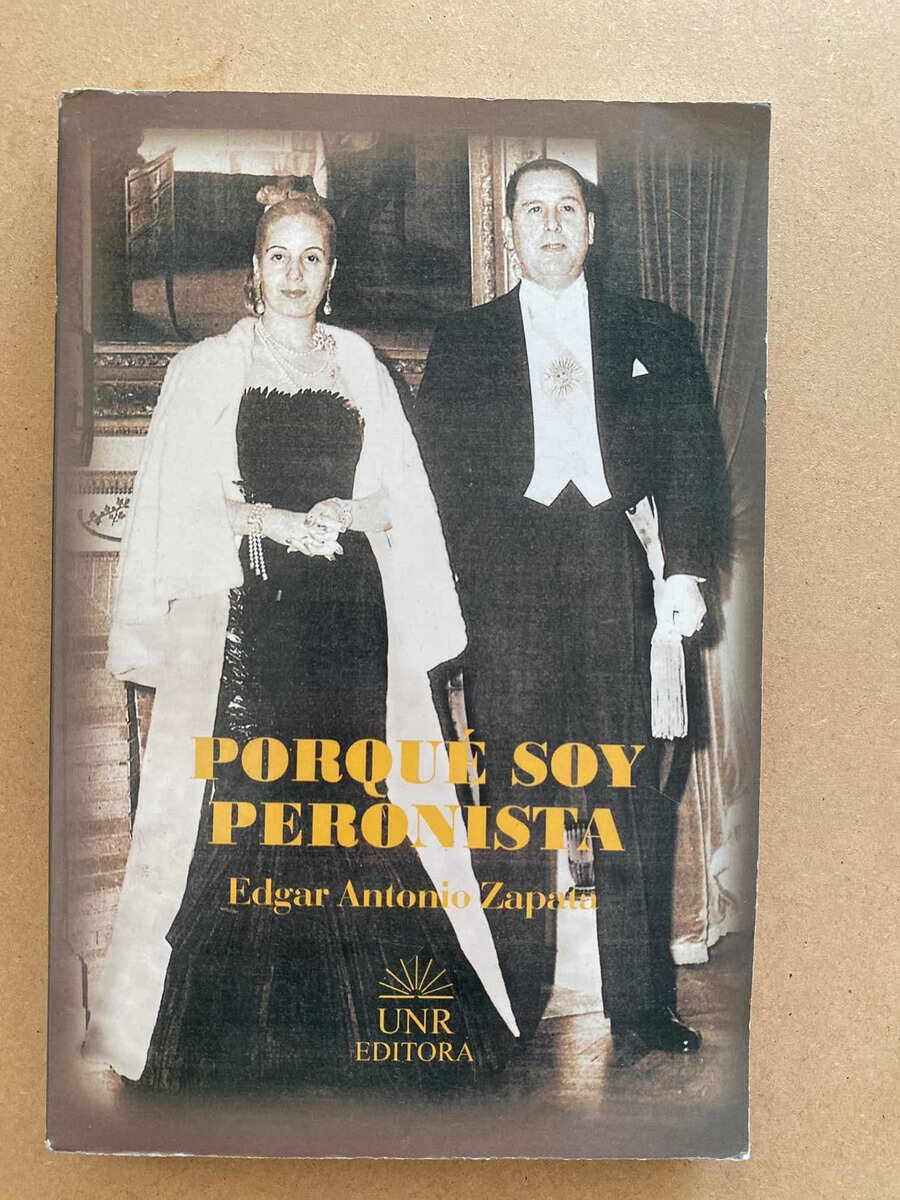 PORQUÉ SOY
PERONISTA
Edgar Antonio Zapata
UNR
EDITORA